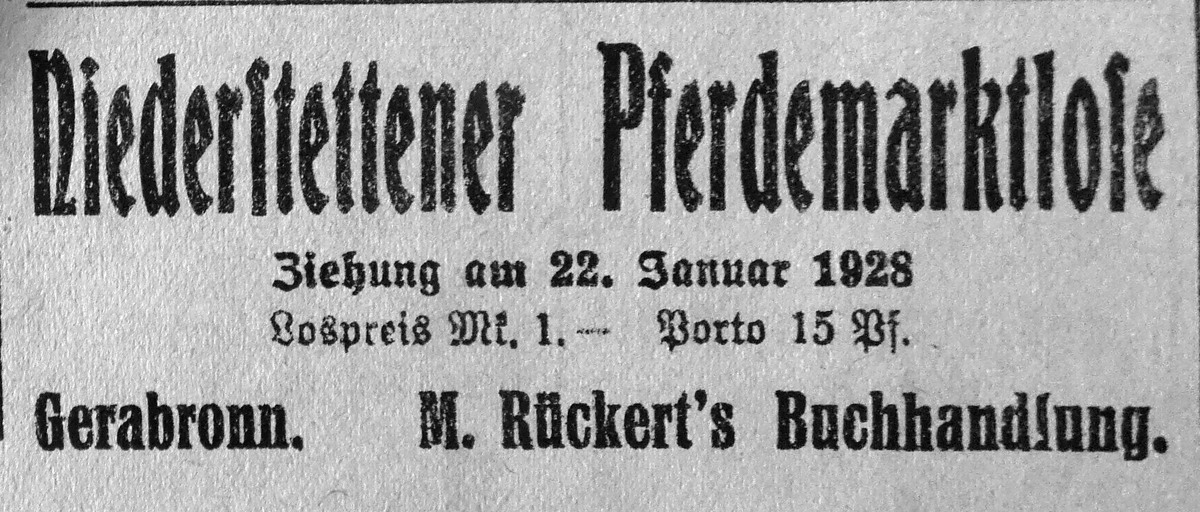 Niederstettener Pferdemarktlose
Ziehung am 22. Januar 1928
Lospreis Mk. 1.— Porto 15 Pf.
Gerabronn. M. Rückert's Buchhandlung.